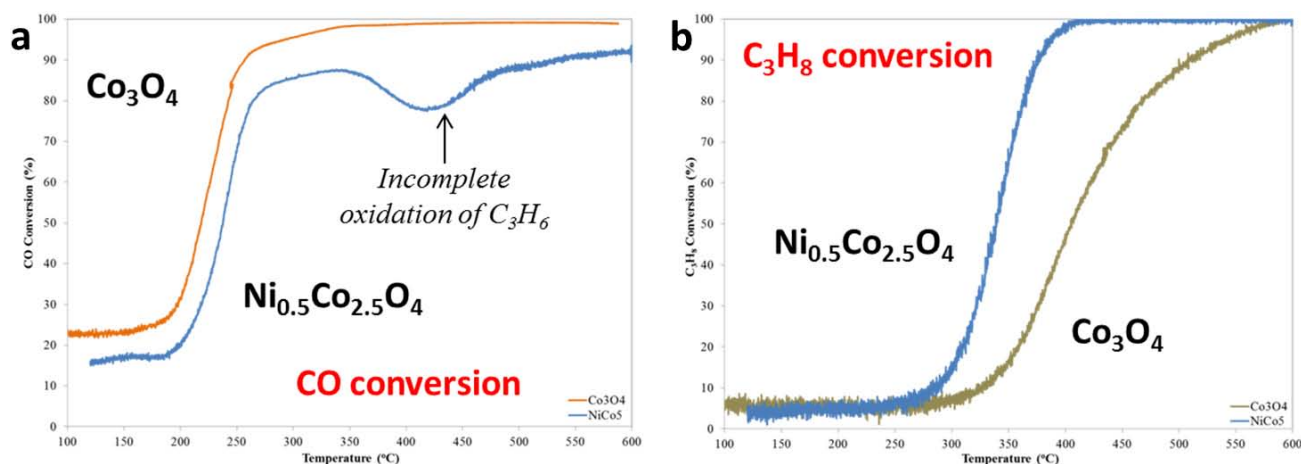 a
100
90
80
70
60
50
40
30
20
10
0
CO Conversion (%)
Co₃O₄
Incomplete
oxidation of C₃H₆
Ni₀.₅Co₂.₅O₄
CO conversion
Co3O4
NiCo5
100 150 200 250 300 350 400 450 500 550 600
Temperature (ºC)
b
100
90
80
70
60
50
40
30
20
10
0
C₃H₈ Conversion (%)
C₃H₈ conversion
Ni₀.₅Co₂.₅O₄
Co₃O₄
Co3O4
NiCo5
100 150 200 250 300 350 400 450 500 550 600
Temperature (ºC)